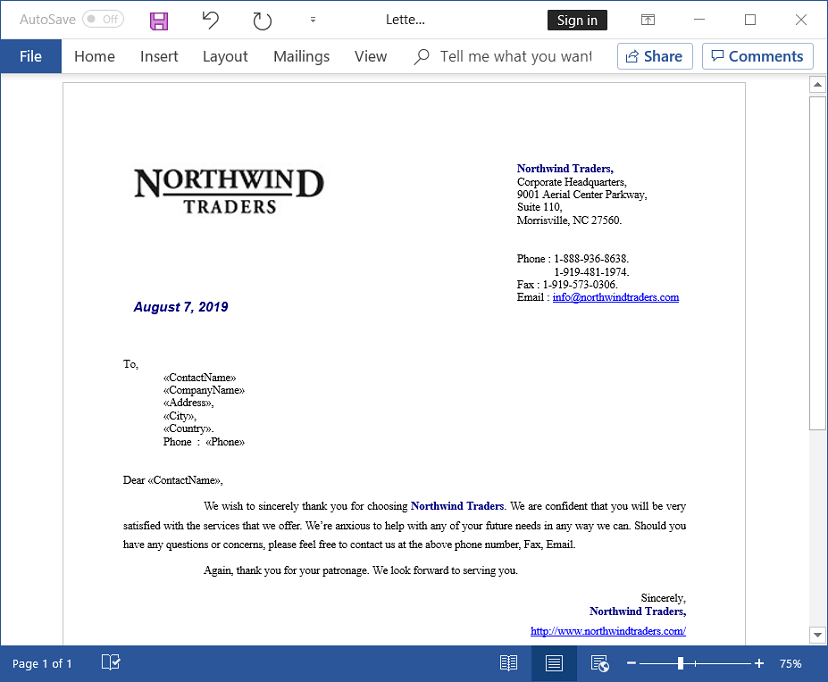 AutoSave Off Lette... Sign in
File Home Insert Layout Mailings View Tell me what you want Share Comments
NORTHWIND
TRADERS
Northwind Traders,
Corporate Headquarters,
9001 Aerial Center Parkway,
Suite 110,
Morrisville, NC 27560.
Phone : 1-888-936-8638.
1-919-481-1974.
Fax : 1-919-573-0306.
Email : info@northwindtraders.com
August 7, 2019
To,
«ContactName»
«CompanyName»
«Address»,
«City»,
«Country».
Phone : «Phone»
Dear «ContactName»,
We wish to sincerely thank you for choosing Northwind Traders. We are confident that you will be very
satisfied with the services that we offer. We’re anxious to help with any of your future needs in any way we can. Should you
have any questions or concerns, please feel free to contact us at the above phone number, Fax, Email.
Again, thank you for your patronage. We look forward to serving you.
Sincerely,
Northwind Traders,
http://www.northwindtraders.com/
Page 1 of 1 75%